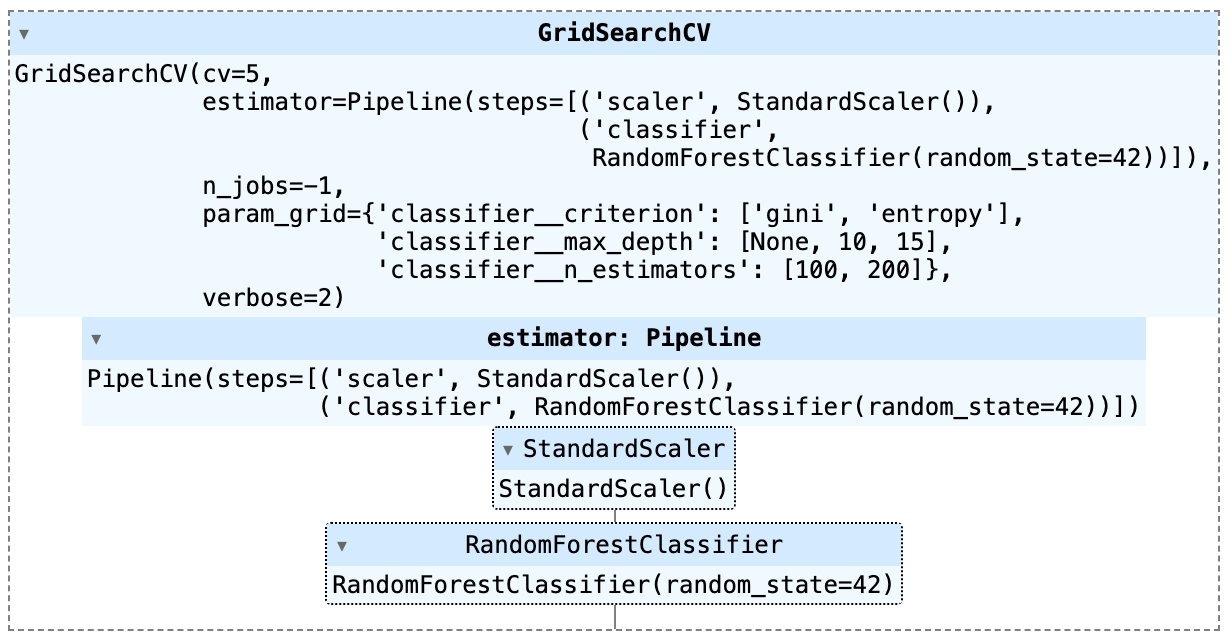 GridSearchCV
GridSearchCV(cv=5,
             estimator=Pipeline(steps=[('scaler', StandardScaler()),
                                       ('classifier',
                                        RandomForestClassifier(random_state=42))]),
             n_jobs=-1,
             param_grid={'classifier__criterion': ['gini', 'entropy'],
                         'classifier__max_depth': [None, 10, 15],
                         'classifier__n_estimators': [100, 200]},
             verbose=2)
estimator: Pipeline
Pipeline(steps=[('scaler', StandardScaler()),
                ('classifier', RandomForestClassifier(random_state=42))])
StandardScaler
StandardScaler()
RandomForestClassifier
RandomForestClassifier(random_state=42)